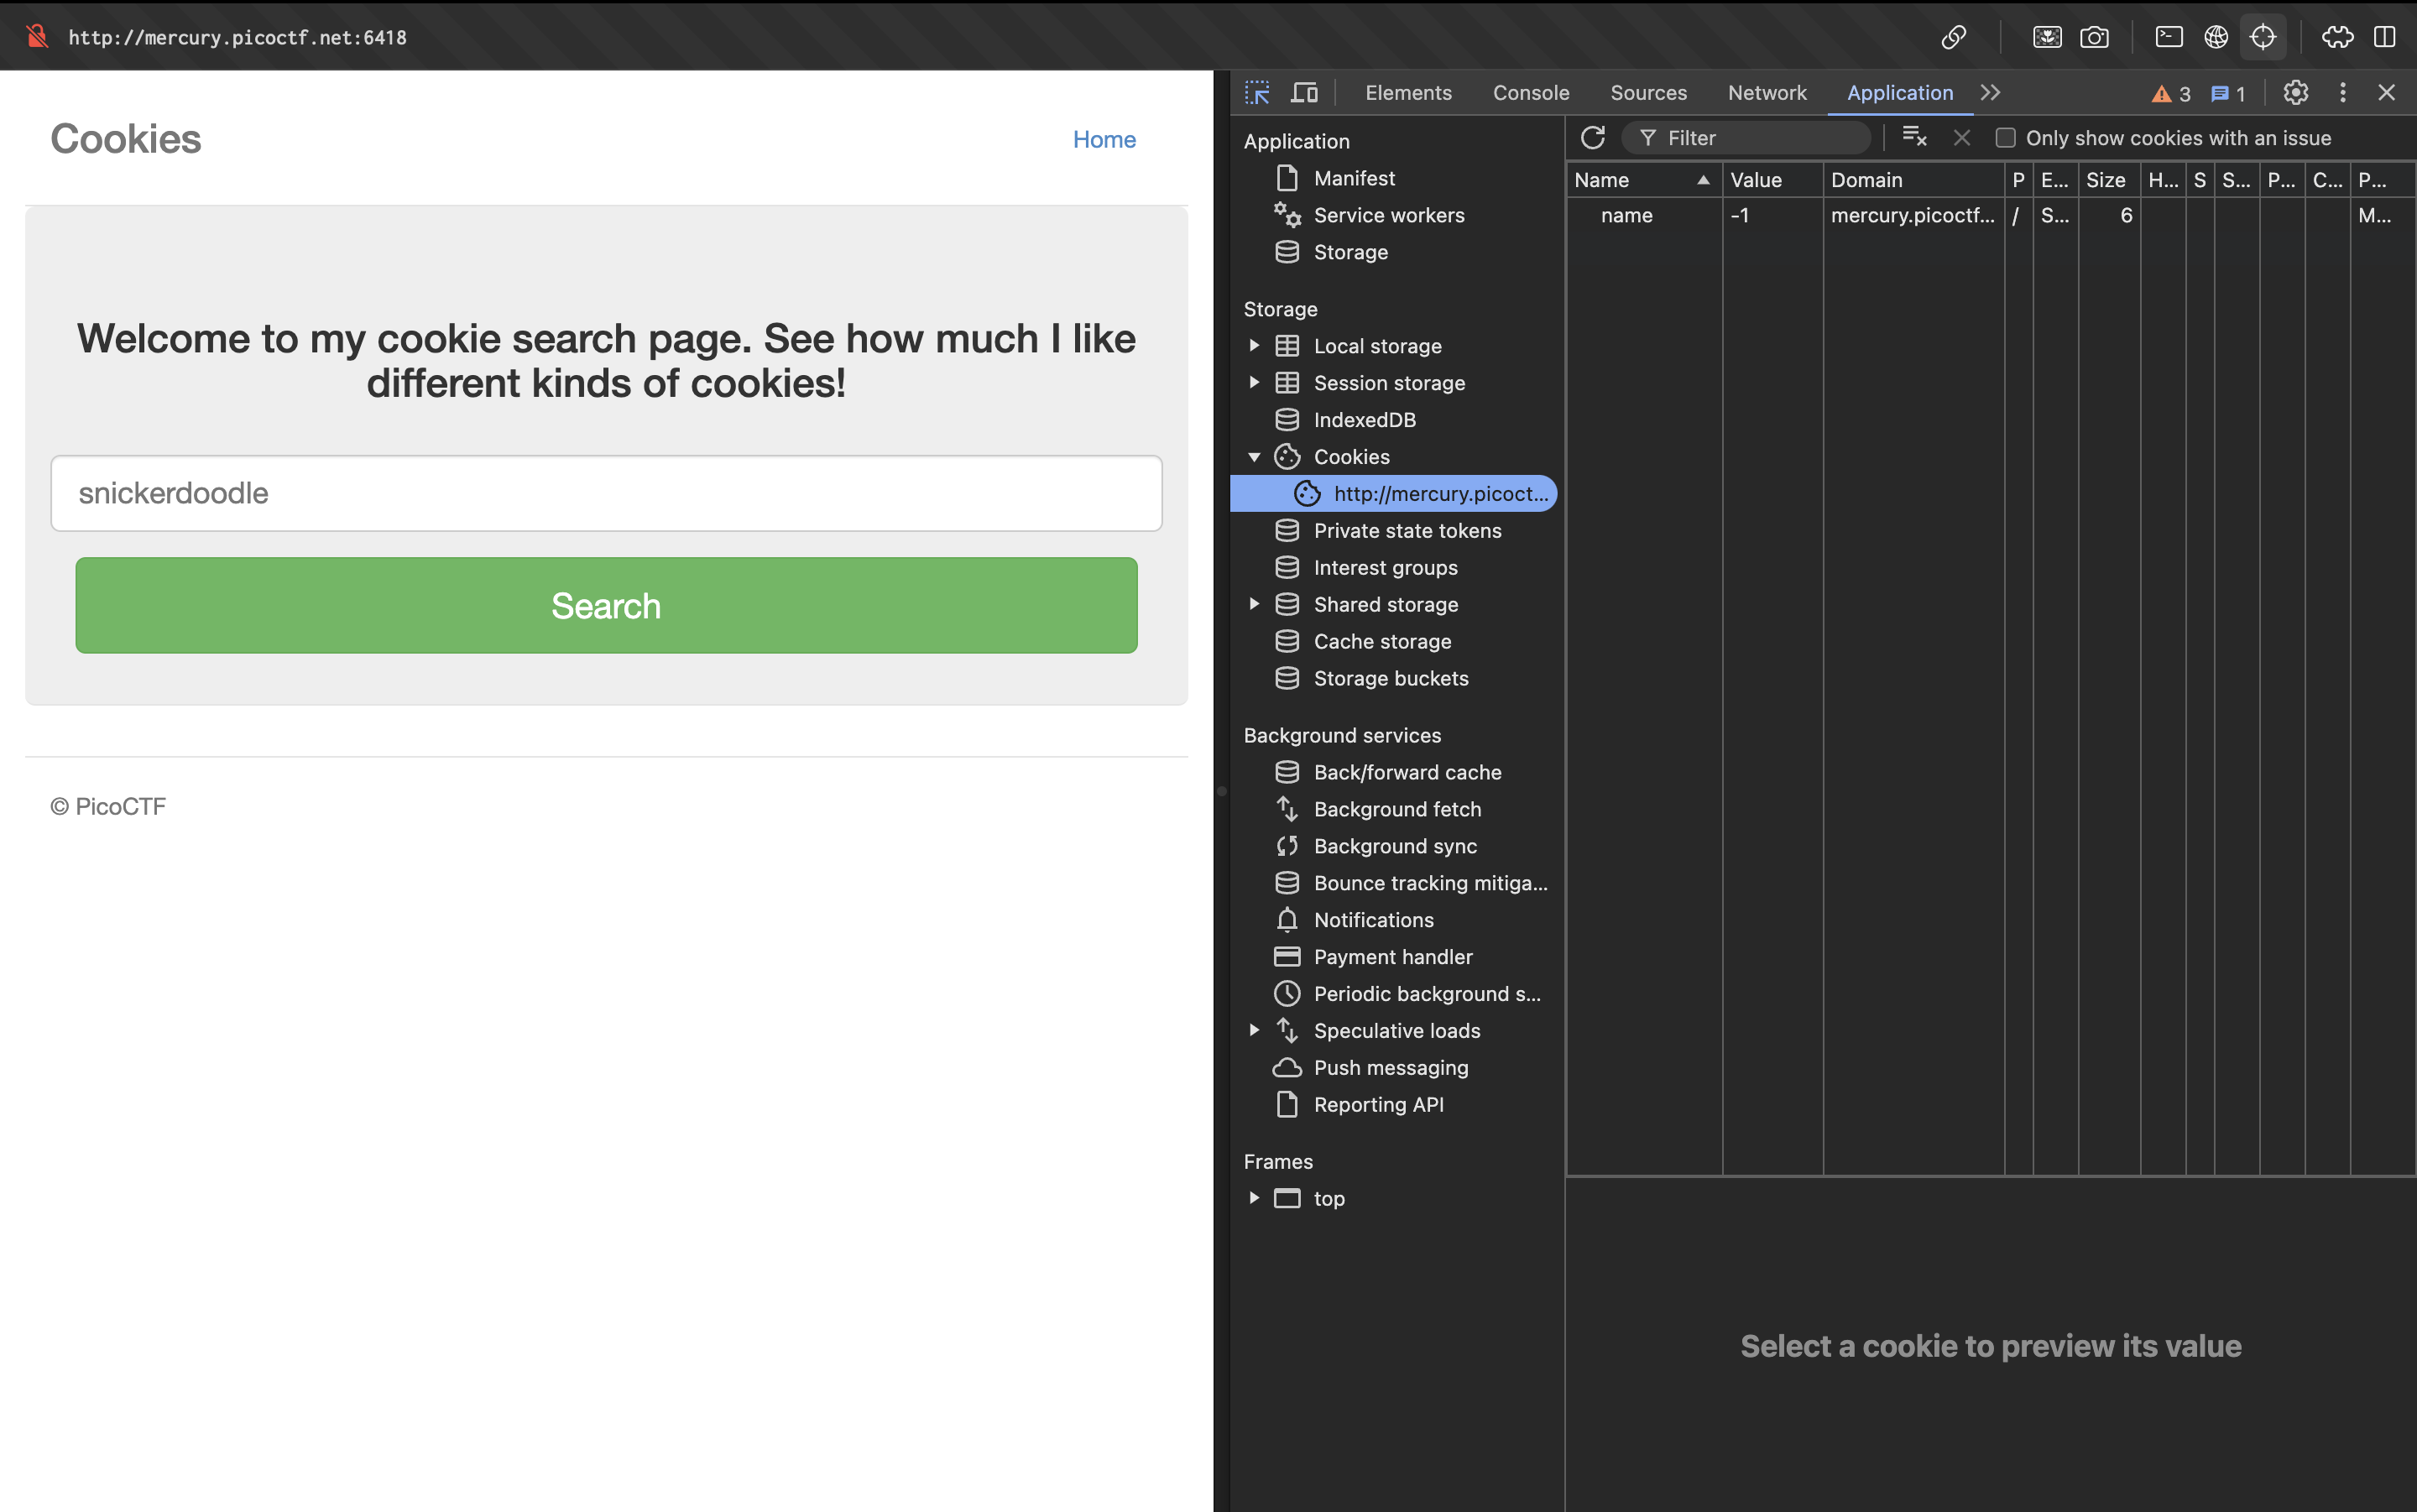 http://mercury.picoctf.net:6418
Cookies
Home
Welcome to my cookie search page. See how much I like
different kinds of cookies!
snickerdoodle
Search
© PicoCTF
Elements Console Sources Network Application 3 1
Application
Manifest
Service workers
Storage
Storage
Local storage
Session storage
IndexedDB
Cookies
http://mercury.picoct...
Private state tokens
Interest groups
Shared storage
Cache storage
Storage buckets
Background services
Back/forward cache
Background fetch
Background sync
Bounce tracking mitiga...
Notifications
Payment handler
Periodic background s...
Speculative loads
Push messaging
Reporting API
Frames
top
Filter Only show cookies with an issue
Name Value Domain P E... Size H... S S... P... C... P...
name -1 mercury.picoctf... / S... 6 M...
Select a cookie to preview its value